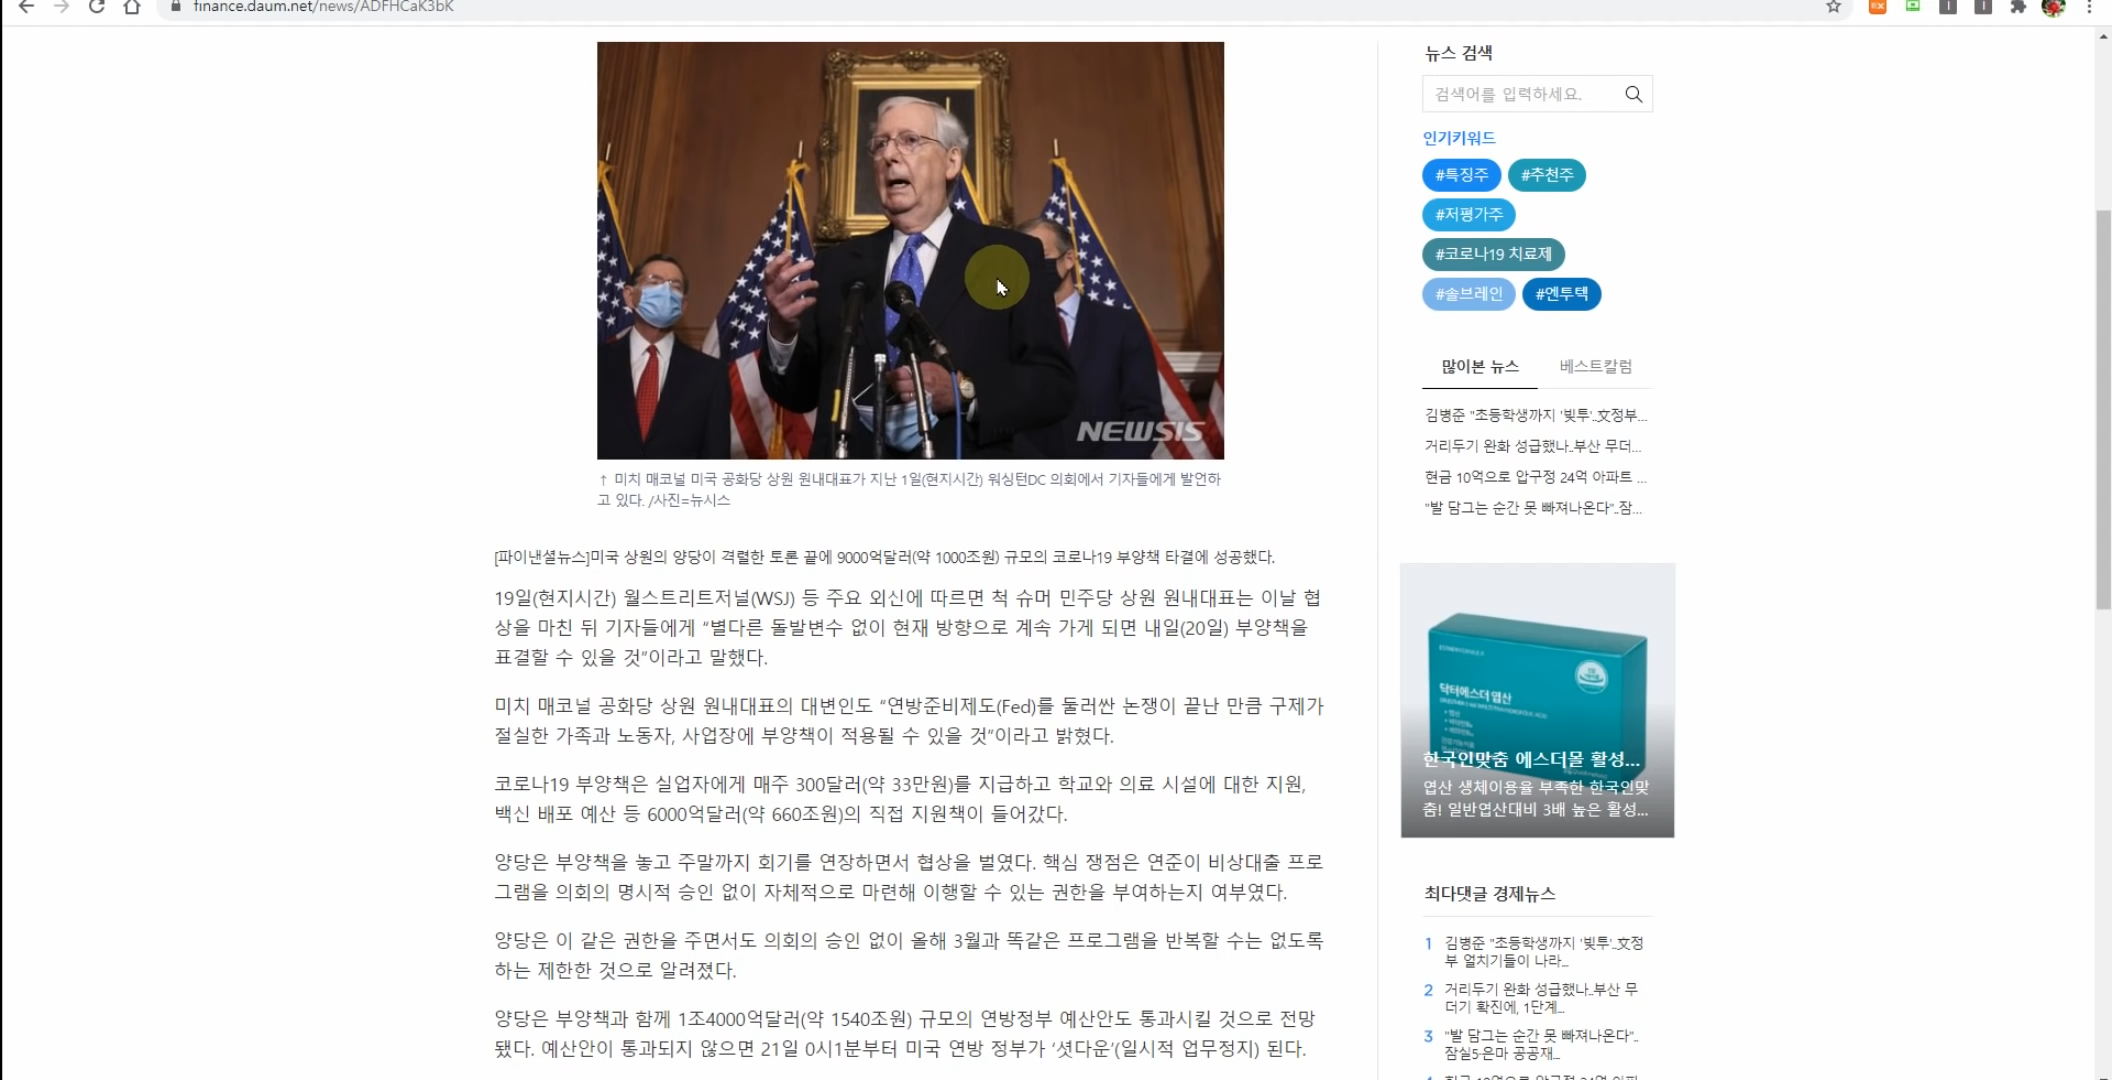 finance.daum.net/news/ADFHCaK3bK
NEWSIS
↑ 미치 매코널 미국 공화당 상원 원내대표가 지난 1일(현지시간) 워싱턴DC 의회에서 기자들에게 발언하
고 있다. /사진=뉴시스
[파이낸셜뉴스]미국 상원의 양당이 격렬한 토론 끝에 9000억달러(약 1000조원) 규모의 코로나19 부양책 타결에 성공했다.
19일(현지시간) 월스트리트저널(WSJ) 등 주요 외신에 따르면 척 슈머 민주당 상원 원내대표는 이날 협
상을 마친 뒤 기자들에게 “별다른 돌발변수 없이 현재 방향으로 계속 가게 되면 내일(20일) 부양책을
표결할 수 있을 것”이라고 말했다.
미치 매코널 공화당 상원 원내대표의 대변인도 “연방준비제도(Fed)를 둘러싼 논쟁이 끝난 만큼 구제가
절실한 가족과 노동자, 사업장에 부양책이 적용될 수 있을 것”이라고 밝혔다.
코로나19 부양책은 실업자에게 매주 300달러(약 33만원)를 지급하고 학교와 의료 시설에 대한 지원,
백신 배포 예산 등 6000억달러(약 660조원)의 직접 지원책이 들어갔다.
양당은 부양책을 놓고 주말까지 회기를 연장하면서 협상을 벌였다. 핵심 쟁점은 연준이 비상대출 프로
그램을 의회의 명시적 승인 없이 자체적으로 마련해 이행할 수 있는 권한을 부여하는지 여부였다.
양당은 이 같은 권한을 주면서도 의회의 승인 없이 올해 3월과 똑같은 프로그램을 반복할 수는 없도록
하는 제한한 것으로 알려졌다.
양당은 부양책과 함께 1조4000억달러(약 1540조원) 규모의 연방정부 예산안도 통과시킬 것으로 전망
됐다. 예산안이 통과되지 않으면 21일 0시1분부터 미국 연방 정부가 ‘셧다운’(일시적 업무정지) 된다.
뉴스 검색
검색어를 입력하세요.
인기키워드
#특징주 #추천주
#저평가주
#코로나19 치료제
#솔브레인 #엔투텍
많이본 뉴스 베스트칼럼
김병준 "초등학생까지 '빚투'..文정부...
거리두기 완화 성급했나..부산 무더...
현금 10억으로 압구정 24억 아파트 ...
"발 담그는 순간 못 빠져나온다"..잠...
닥터에스더 엽산
한국인맞춤 에스더몰 활성...
엽산 생체이용율 부족한 한국인맞
춤! 일반엽산대비 3배 높은 활성...
최다댓글 경제뉴스
1 김병준 "초등학생까지 '빚투'..文정
부 얼치기들이 나라...
2 거리두기 완화 성급했나..부산 무
더기 확진에, 1단계...
3 "발 담그는 순간 못 빠져나온다"..
잠실5·은마 공공재...